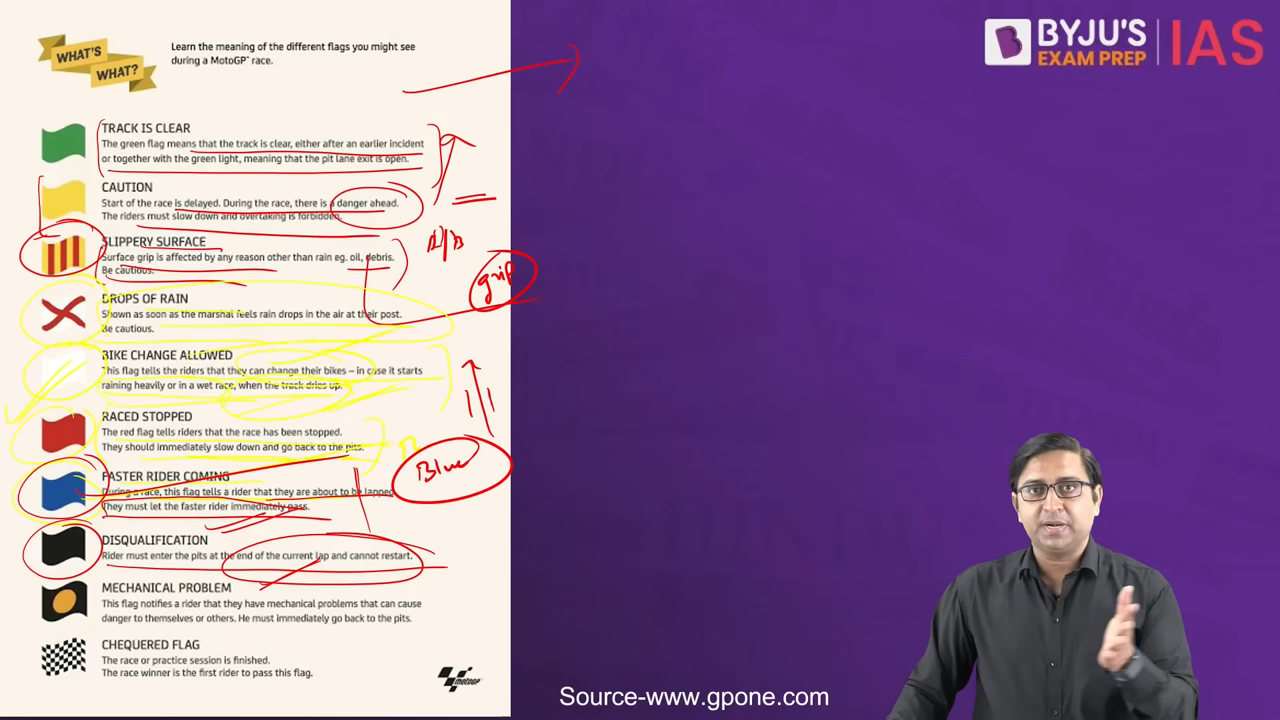 WHAT'S
WHAT?
Learn the meaning of the different flags you might see
during a MotoGP™ race.
TRACK IS CLEAR
The green flag means that the track is clear, either after an earlier incident
or together with the green light, meaning that the pit lane exit is open.
CAUTION
Start of the race is delayed. During the race, there is a danger ahead.
The riders must slow down and overtaking is forbidden.
SLIPPERY SURFACE
Surface grip is affected by any reason other than rain eg. oil, debris.
Be cautious.
grip
DROPS OF RAIN
Shown as soon as the marshal feels rain drops in the air at their post.
Be cautious.
BIKE CHANGE ALLOWED
This flag tells the riders that they can change their bikes – in case it starts
raining heavily or in a wet race, when the track dries up.
RACED STOPPED
The red flag tells riders that the race has been stopped.
They should immediately slow down and go back to the pits.
Blue
FASTER RIDER COMING
During a race, this flag tells a rider that they are about to be lapped
They must let the faster rider immediately pass.
DISQUALIFICATION
Rider must enter the pits at the end of the current lap and cannot restart.
MECHANICAL PROBLEM
This flag notifies a rider that they have mechanical problems that can cause
danger to themselves or others. He must immediately go back to the pits.
CHEQUERED FLAG
The race or practice session is finished.
The race winner is the first rider to pass this flag.
motoGP
BYJU'S
EXAM PREP
IAS
Source-www.gpone.com